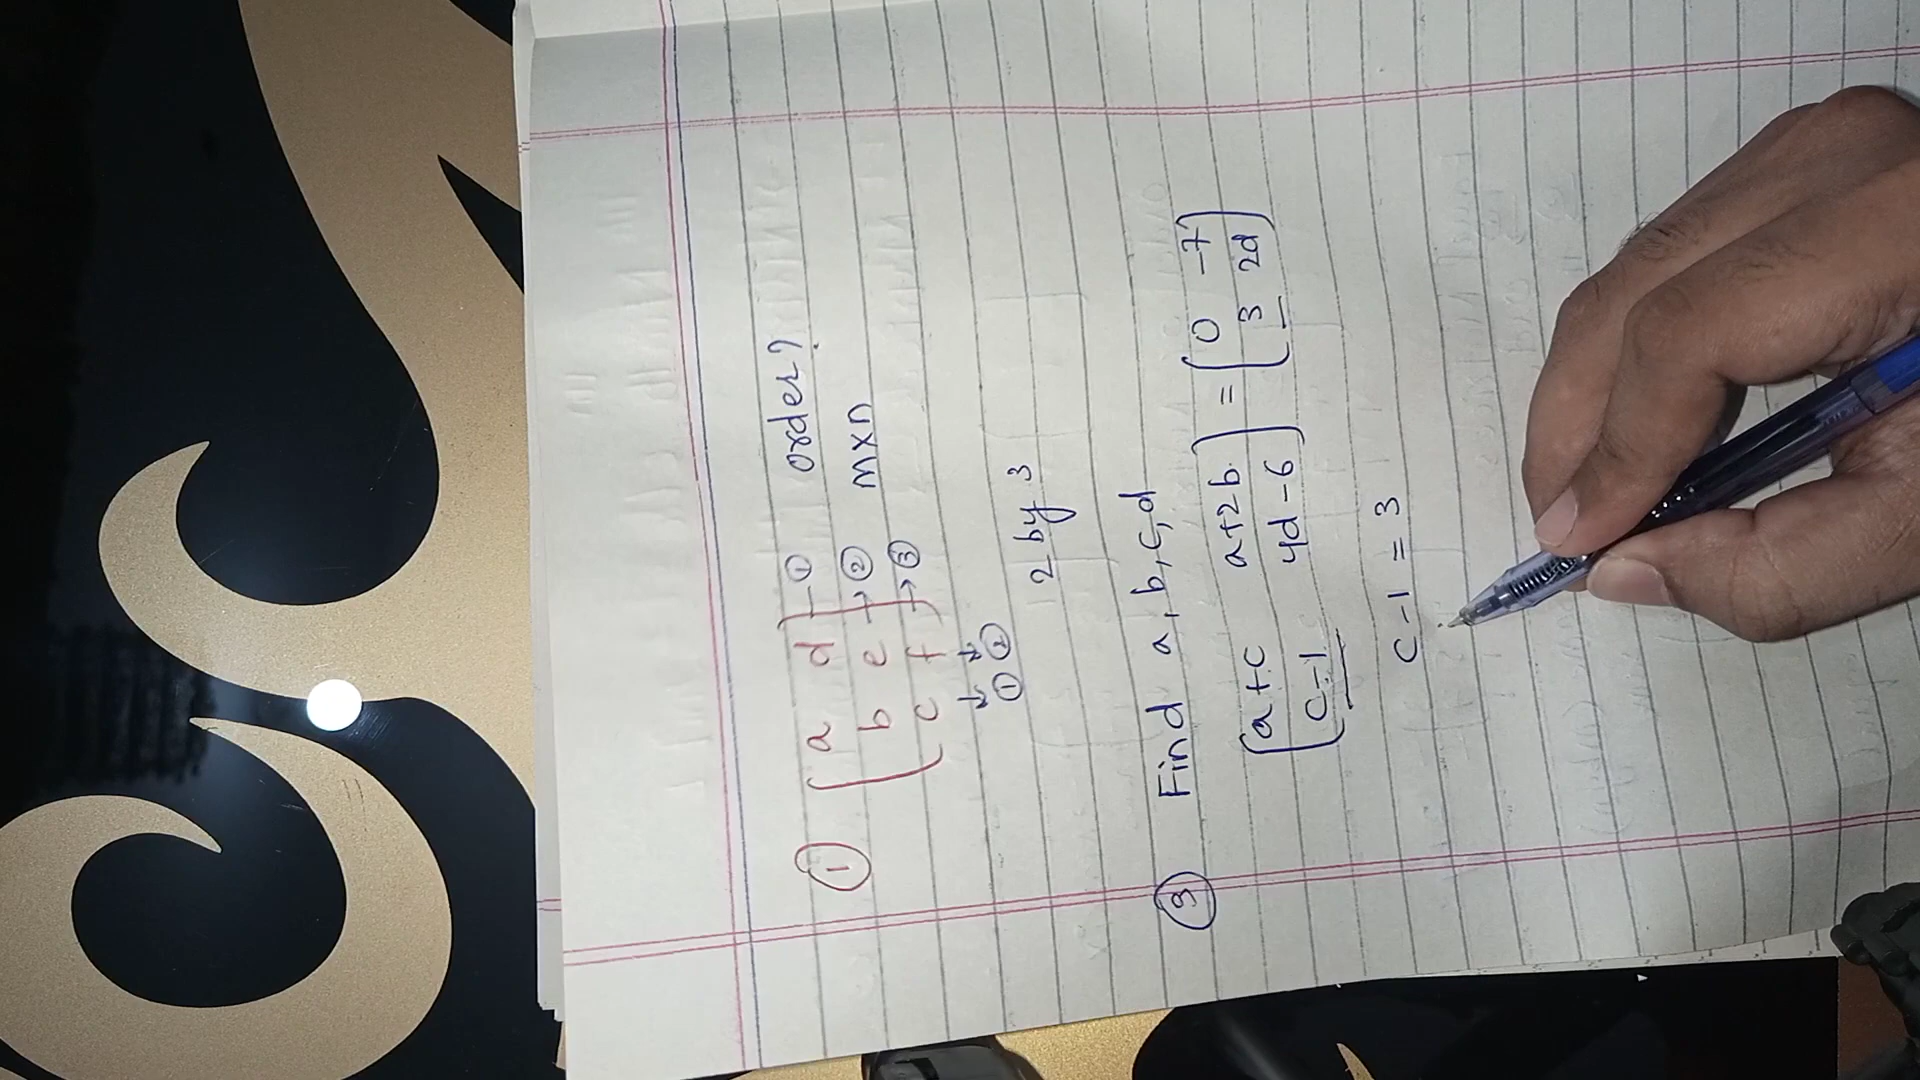 ① ( a d ) → ① order?
( b e ) → ② m×n
( c f ) → ③
↓ ↓
① ②
2 by 3
③ Find a, b, c, d
( a+c a+2b ) = ( 0 -7 )
( c-1 4d-6 ) ( 3 2d )
c - 1 = 3